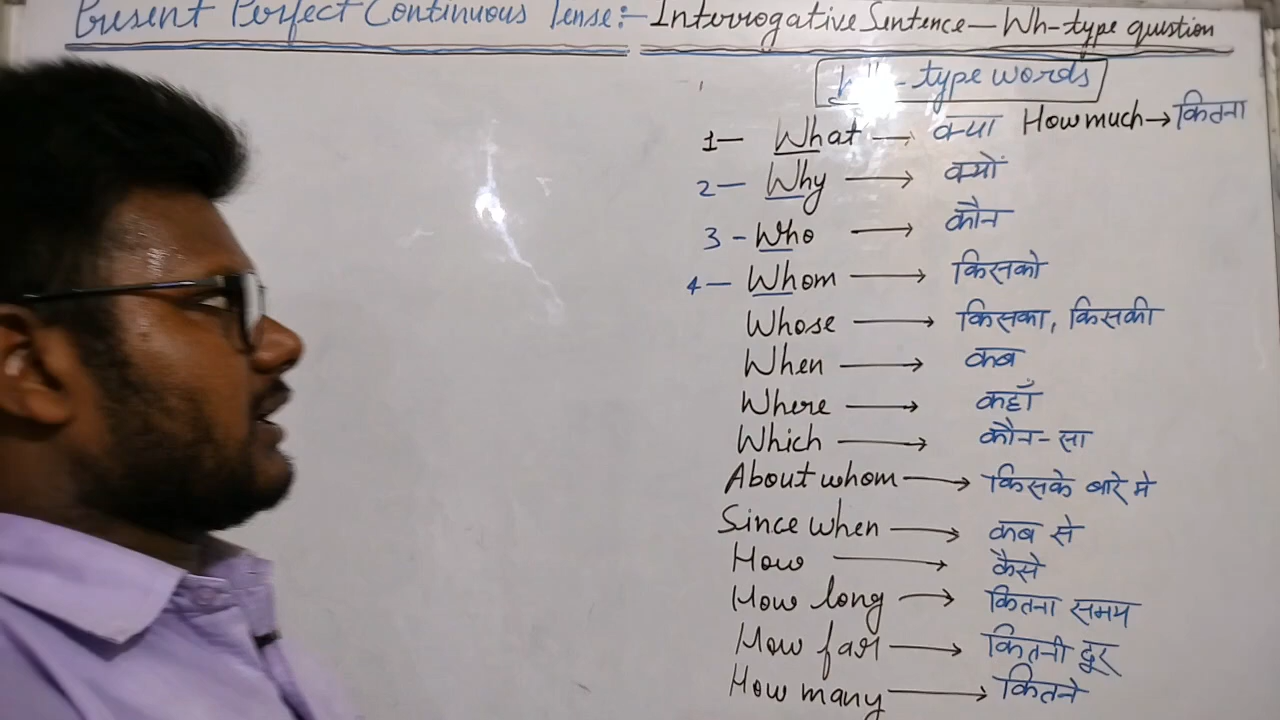 Present Perfect Continuous Tense:- Interrogative Sentence - Wh-type question
-type words
1- What → क्या How much → कितना
2- Why → क्यों
3- Who → कौन
4- Whom → किसको
Whose → किसका, किसकी
When → कब
Where → कहाँ
Which → कौन-सा
About whom → किसके बारे मे
Since when → कब से
How → कैसे
How long → कितना समय
How far → कितनी दूर
How many → कितने